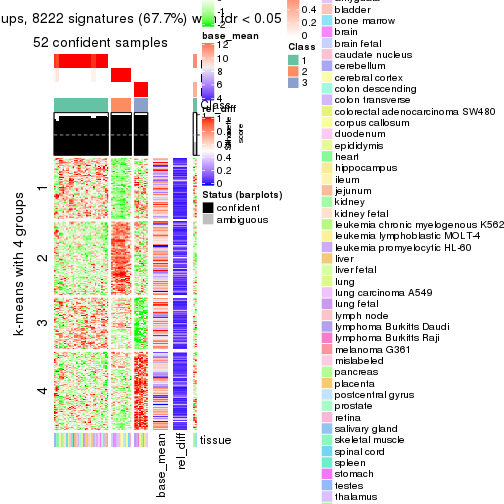 ups, 8222 signatures (67.7%) w fdr < 0.05
52 confident samples
k-means with 4 groups
1
2
3
4
Class
base_mean
rel_diff
tissue
-2
base_mean
12
10
8
6
4
rel_diff
1
0.8
0.6
0.4
0.2
0
Status (barplots)
confident
ambiguous
0.4
0.2
0
Class
1
2
3
bladder
bone marrow
brain
brain fetal
caudate nucleus
cerebellum
cerebral cortex
colon descending
colon transverse
colorectal adenocarcinoma SW480
corpus callosum
duodenum
epididymis
heart
hippocampus
ileum
jejunum
kidney
kidney fetal
leukemia chronic myelogenous K562
leukemia lymphoblastic MOLT-4
leukemia promyelocytic HL-60
liver
liver fetal
lung
lung carcinoma A549
lung fetal
lymph node
lymphoma Burkitts Daudi
lymphoma Burkitts Raji
melanoma G361
mislabeled
pancreas
placenta
postcentral gyrus
prostate
retina
salivary gland
skeletal muscle
spinal cord
spleen
stomach
testes
thalamus